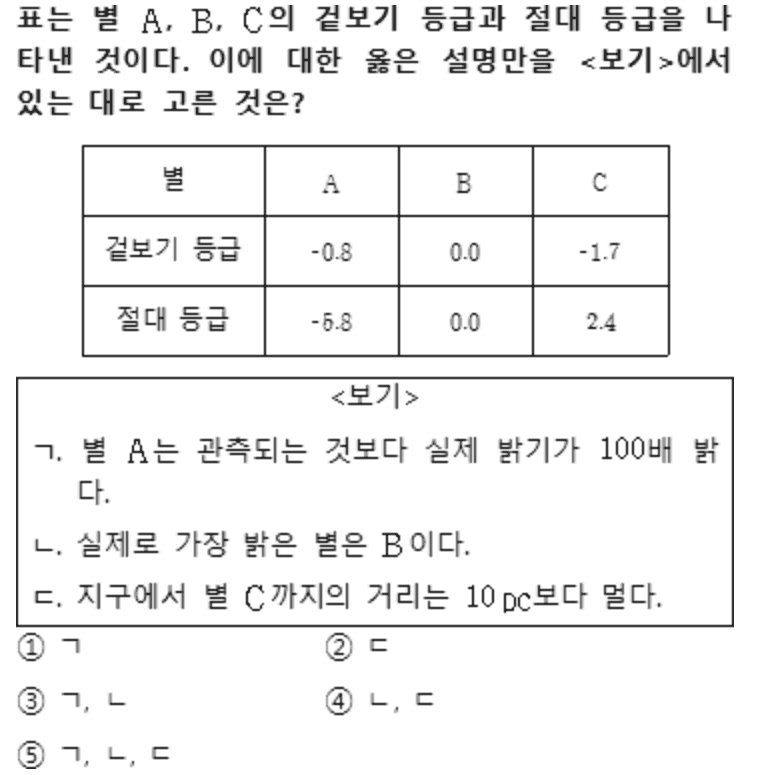 표는 별 A, B, C의 겉보기 등급과 절대 등급을 나
타낸 것이다. 이에 대한 옳은 설명만을 <보기>에서
있는 대로 고른 것은?
별 A B C
겉보기 등급 -0.8 0.0 -1.7
절대 등급 -5.8 0.0 2.4
<보기>
ㄱ. 별 A는 관측되는 것보다 실제 밝기가 100배 밝
다.
ㄴ. 실제로 가장 밝은 별은 B이다.
ㄷ. 지구에서 별 C까지의 거리는 10pc보다 멀다.
① ㄱ ② ㄷ
③ ㄱ, ㄴ ④ ㄴ, ㄷ
⑤ ㄱ, ㄴ, ㄷ